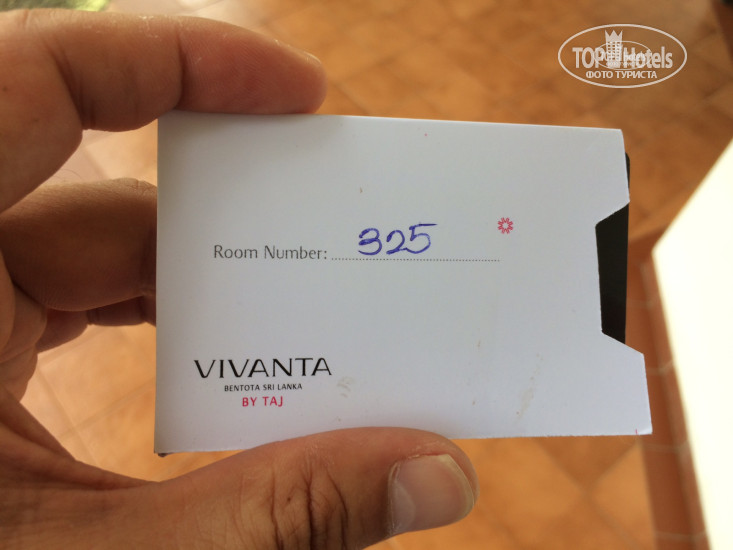 TOP Hotels
ФОТО ТУРИСТА
Room Number: 325
VIVANTA
BENTOTA SRI LANKA
BY TAJ